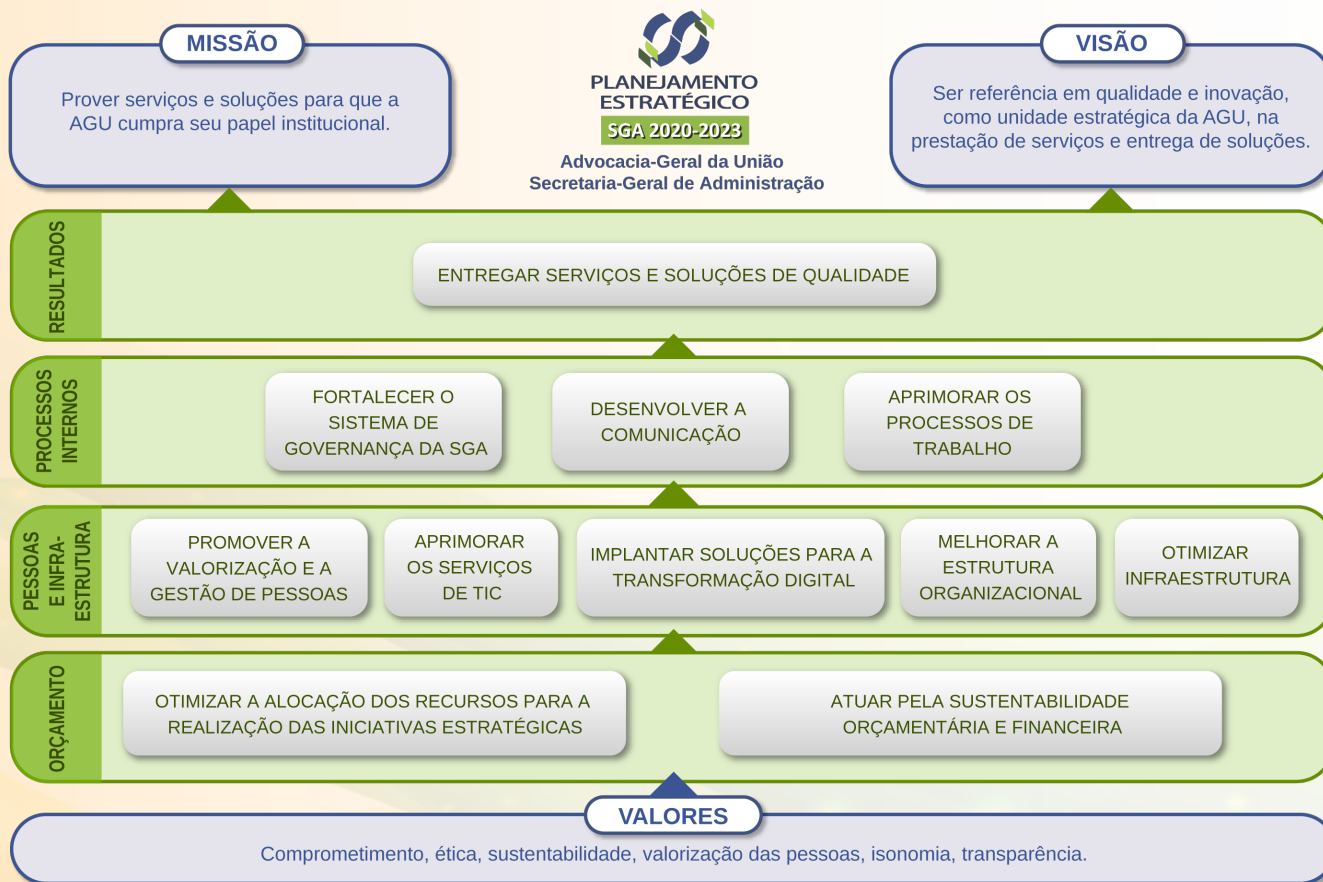 MISSÃO
Prover serviços e soluções para que a
AGU cumpra seu papel institucional.
PLANEJAMENTO
ESTRATÉGICO
SGA 2020-2023
Advocacia-Geral da União
Secretaria-Geral de Administração
VISÃO
Ser referência em qualidade e inovação,
como unidade estratégica da AGU, na
prestação de serviços e entrega de soluções.
RESULTADOS
ENTREGAR SERVIÇOS E SOLUÇÕES DE QUALIDADE
PROCESSOS
INTERNOS
FORTALECER O
SISTEMA DE
GOVERNANÇA DA SGA
DESENVOLVER A
COMUNICAÇÃO
APRIMORAR OS
PROCESSOS DE
TRABALHO
PESSOAS
E INFRA-
ESTRUTURA
PROMOVER A
VALORIZAÇÃO E A
GESTÃO DE PESSOAS
APRIMORAR
OS SERVIÇOS
DE TIC
IMPLANTAR SOLUÇÕES PARA A
TRANSFORMAÇÃO DIGITAL
MELHORAR A
ESTRUTURA
ORGANIZACIONAL
OTIMIZAR
INFRAESTRUTURA
ORÇAMENTO
OTIMIZAR A ALOCAÇÃO DOS RECURSOS PARA A
REALIZAÇÃO DAS INICIATIVAS ESTRATÉGICAS
ATUAR PELA SUSTENTABILIDADE
ORÇAMENTÁRIA E FINANCEIRA
VALORES
Comprometimento, ética, sustentabilidade, valorização das pessoas, isonomia, transparência.